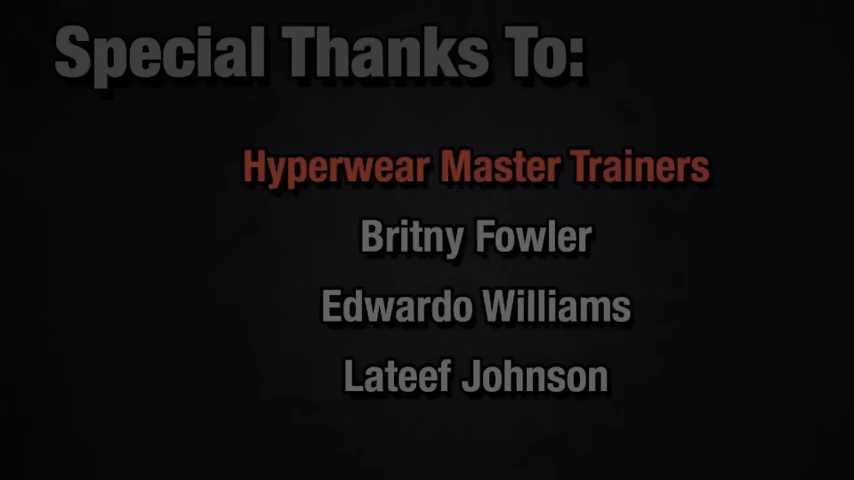 Special Thanks To:
Hyperwear Master Trainers
Britny Fowler
Edwardo Williams
Lateef Johnson